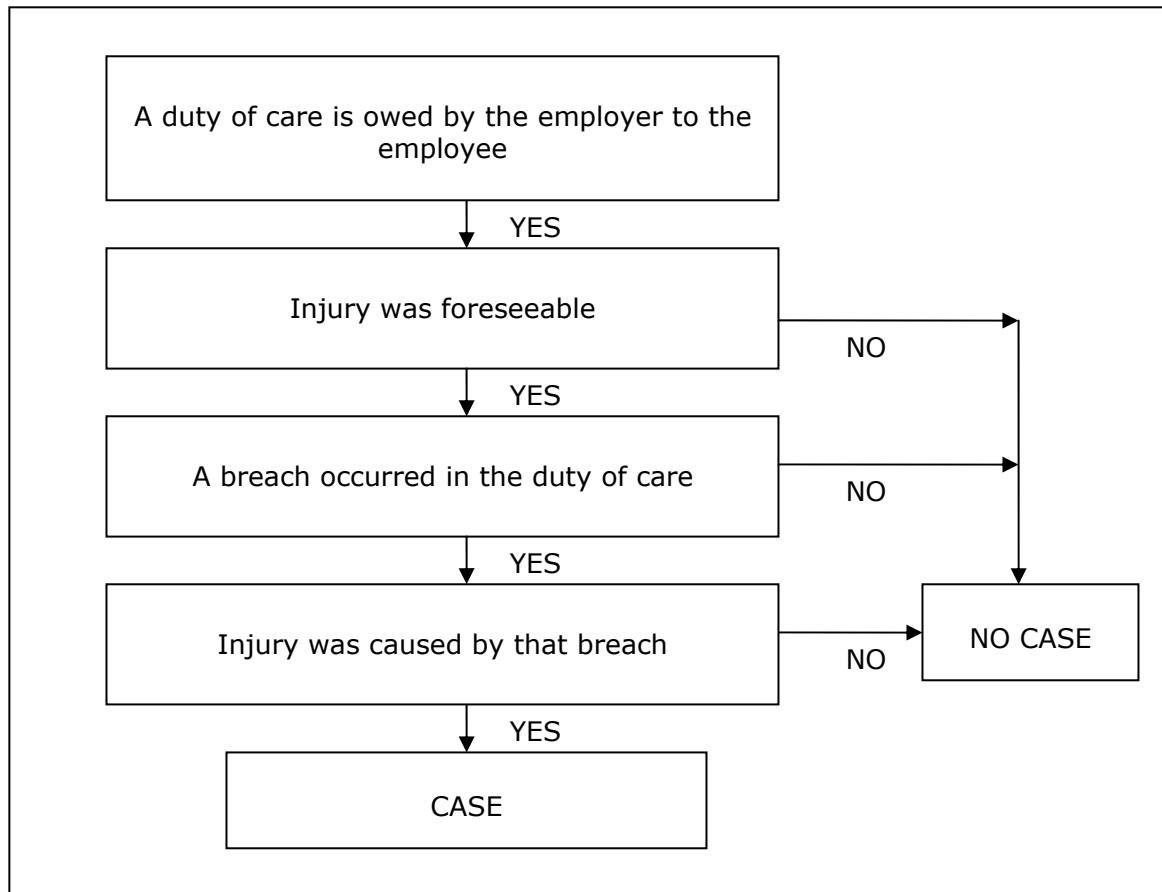 A duty of care is owed by the employer to the
employee
YES
Injury was foreseeable
NO
YES
A breach occurred in the duty of care
NO
YES
Injury was caused by that breach
NO
NO CASE
YES
CASE